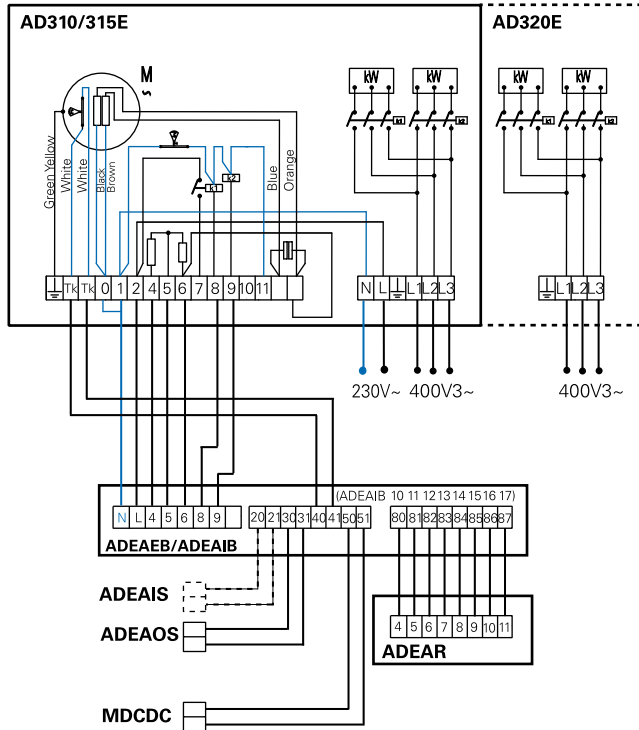 AD310/315E
AD320E
M
~
kW kW kW kW
k1 k2 k1 k2
Green Yellow
White
White
Black
Brown
Blue
Orange
k1 k2
Tk Tk 0 1 2 4 5 6 7 8 9 10 11
N L L1 L2 L3
L1 L2 L3
230V~ 400V3~
400V3~
(ADEAIB 10 11 12 13 14 15 16 17)
N L 4 5 6 8 9
20 21 30 31 40 41 50 51
80 81 82 83 84 85 86 87
ADEAEB/ADEAIB
ADEAIS
ADEAOS
4 5 6 7 8 9 10 11
ADEAR
MDCDC